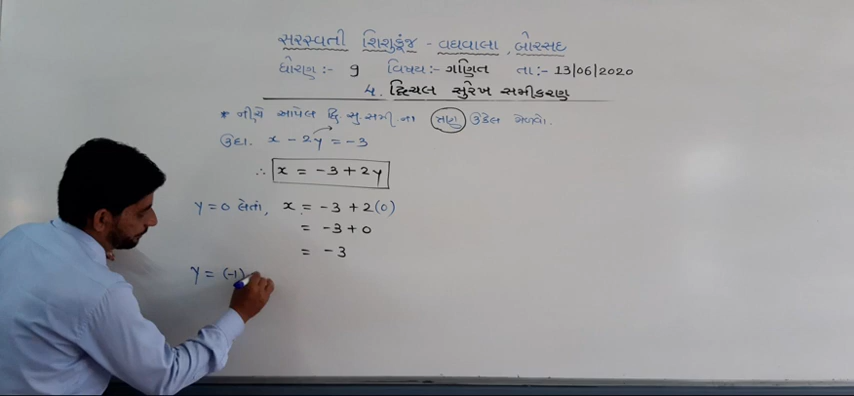 સરસ્વતી શિશુકૂંજ - વઘવાલા, બોરસદ
ધોરણ :- 9 વિષય :- ગણિત તા :- 13/06/2020
4. દ્વિચલ સુરેખ સમીકરણ
* નીચે આપેલ દ્વિ. સુ. સમી. ના ત્રણ ઉકેલ મેળવો.
ઉદા. x - 2y = -3
∴ x = -3 + 2y
y = 0 લેતાં, x = -3 + 2(0)
= -3 + 0
= -3
y = (-1)